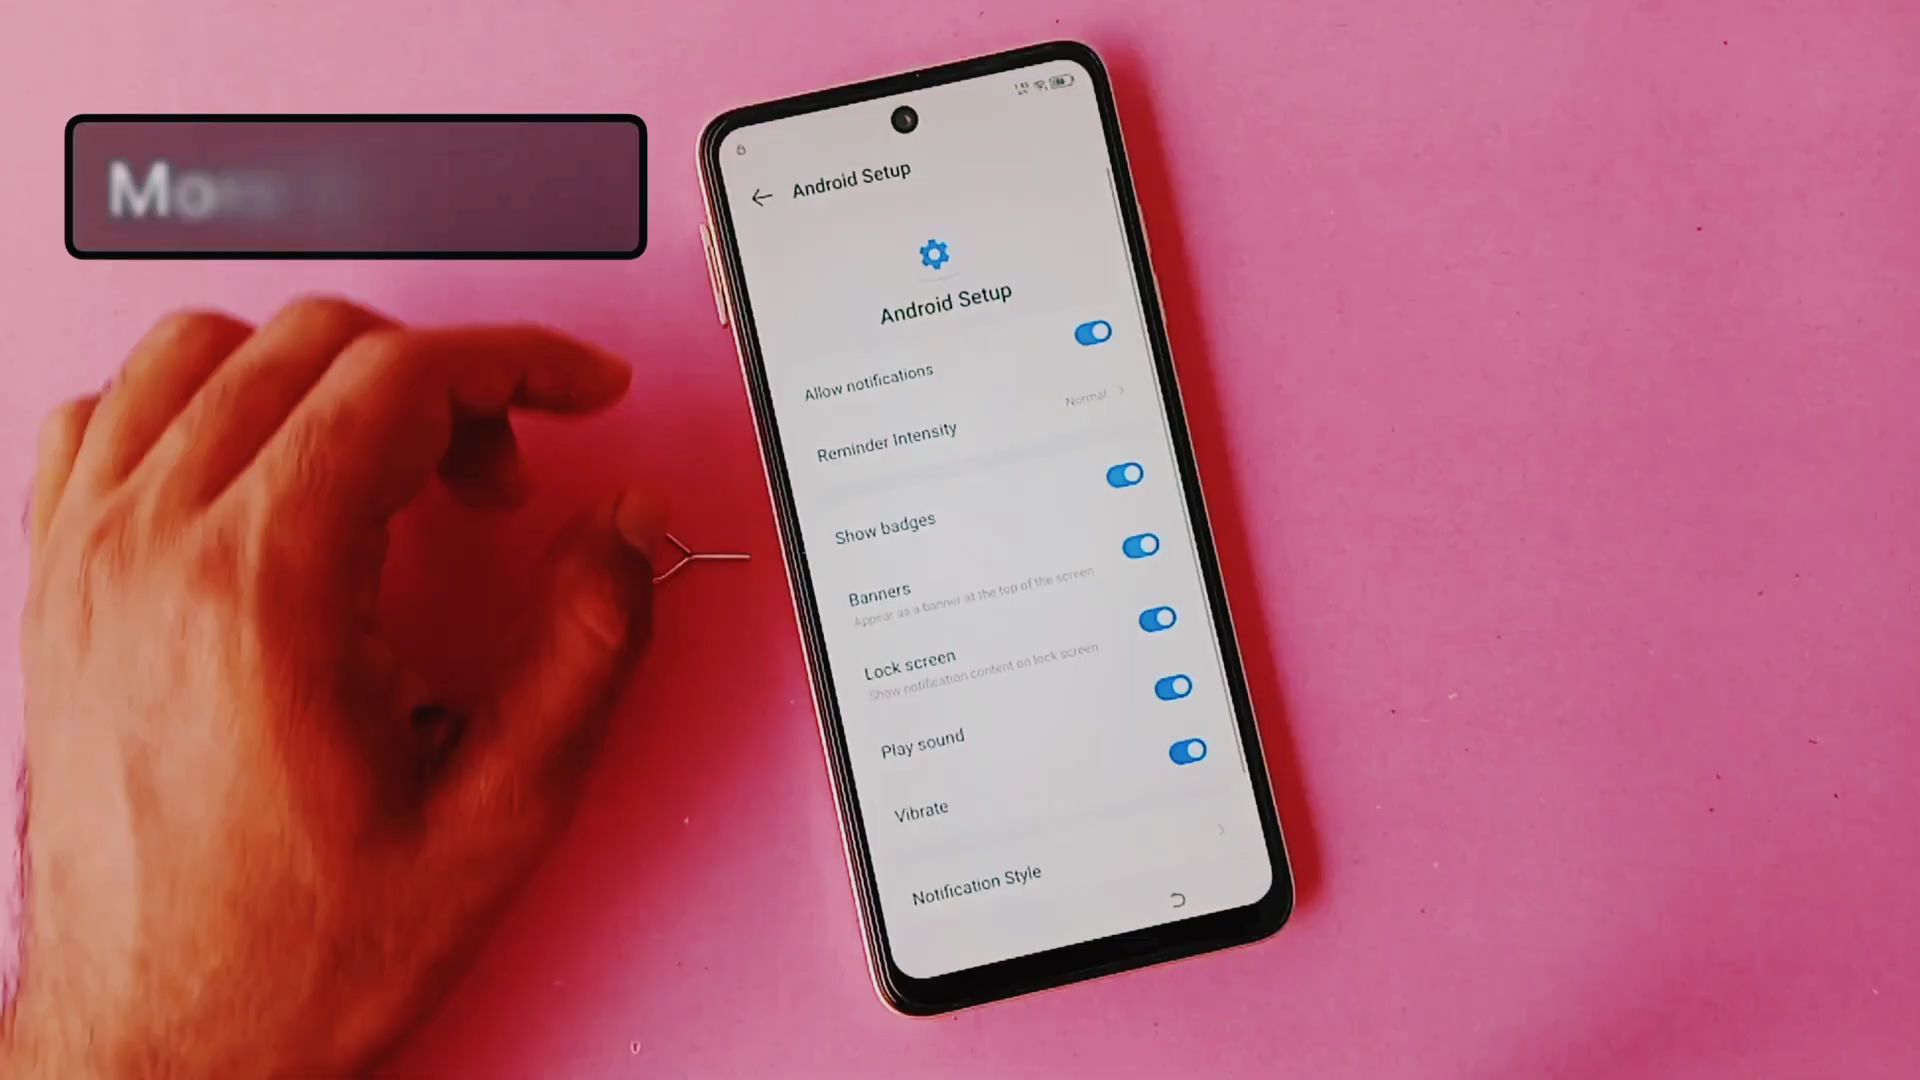 Android Setup
Android Setup
Allow notifications
Reminder Intensity
Normal
Show badges
Banners
Appear as a banner at the top of the screen
Lock screen
Show notification content on lock screen
Play sound
Vibrate
Notification Style